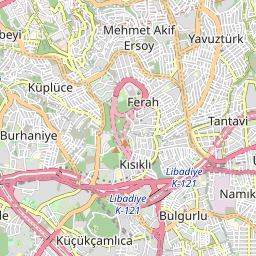 Mehmet Akif
Ersoy
Yavuztürk
beyi
Küplüce
Ferah
Tantavi
Burhaniye
Kısıklı
Libadiye
K-121
Libadiye
K-121
Namık
Bulgurlu
Küçükçamlıca